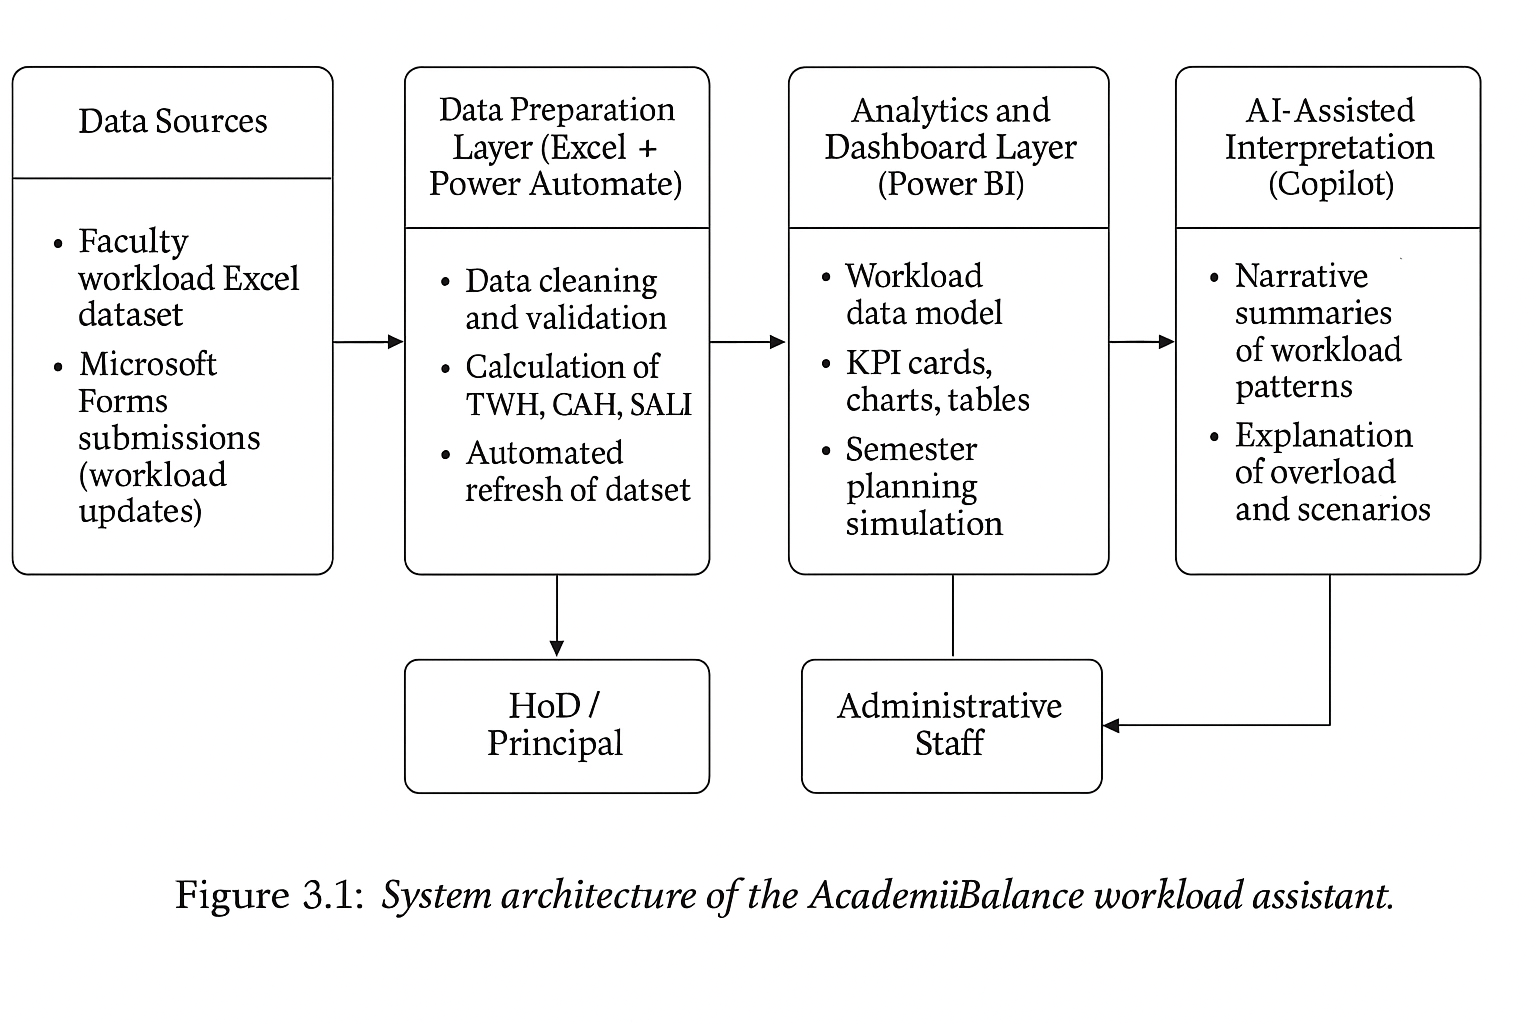 Data Sources
• Faculty
workload Excel
dataset
• Microsoft
Forms
submissions
(workload
updates)
Data Preparation
Layer (Excel +
Power Automate)
• Data cleaning
and validation
• Calculation of
TWH, CAH, SALI
• Automated
refresh of datset
Analytics and
Dashboard Layer
(Power BI)
• Workload
data model
• KPI cards,
charts, tables
• Semester
planning
simulation
AI-Assisted
Interpretation
(Copilot)
• Narrative
summaries
of workload
patterns
• Explanation
of overload
and scenarios
HoD /
Principal
Administrative
Staff
Figure 3.1: System architecture of the AcademiiBalance workload assistant.